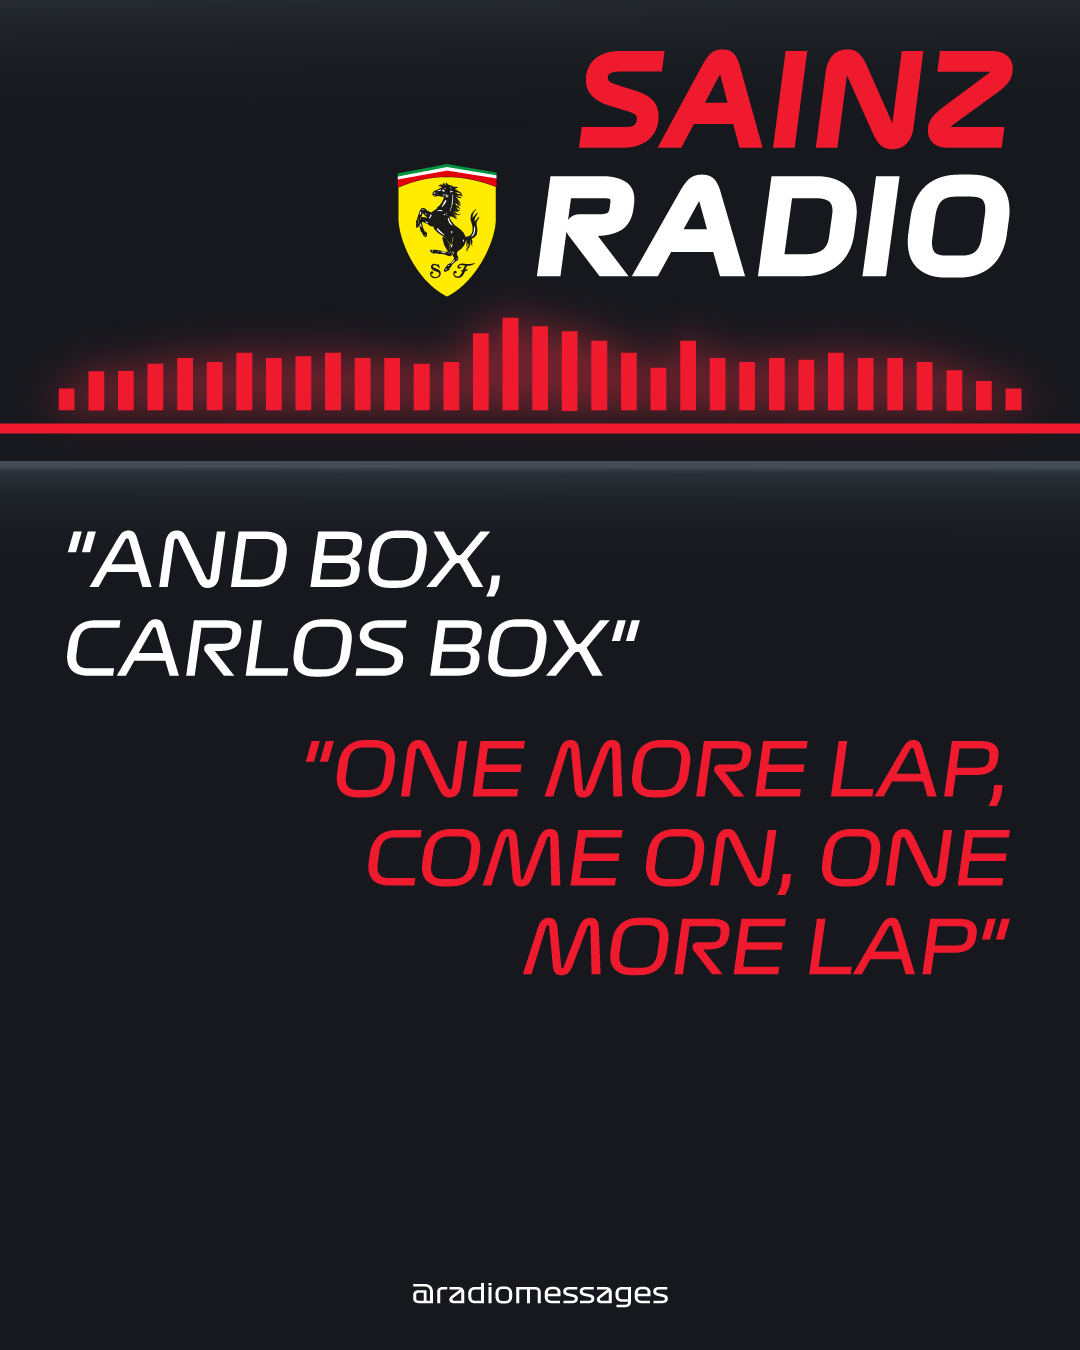 SAINZ
RADIO
S F
"AND BOX,
CARLOS BOX"
"ONE MORE LAP,
COME ON, ONE
MORE LAP"
@radiomessages